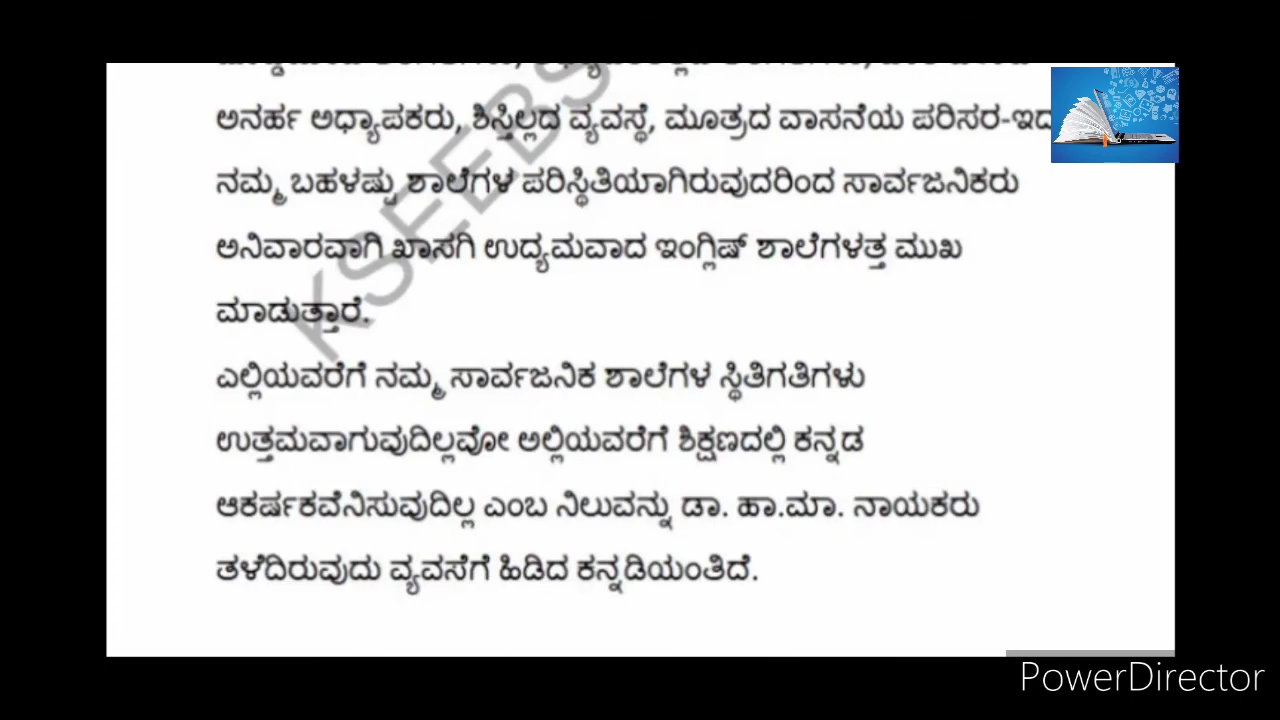 ಅನರ್ಹ ಅಧ್ಯಾಪಕರು, ಶಿಸ್ತಿಲ್ಲದ ವ್ಯವಸ್ಥೆ, ಮೂತ್ರದ ವಾಸನೆಯ ಪರಿಸರ-ಇದು
ನಮ್ಮ ಬಹಳಷ್ಟು ಶಾಲೆಗಳ ಪರಿಸ್ಥಿತಿಯಾಗಿರುವುದರಿಂದ ಸಾರ್ವಜನಿಕರು
ಅನಿವಾರವಾಗಿ ಖಾಸಗಿ ಉದ್ಯಮವಾದ ಇಂಗ್ಲಿಷ್ ಶಾಲೆಗಳತ್ತ ಮುಖ
ಮಾಡುತ್ತಾರೆ.
ಎಲ್ಲಿಯವರೆಗೆ ನಮ್ಮ ಸಾರ್ವಜನಿಕ ಶಾಲೆಗಳ ಸ್ಥಿತಿಗತಿಗಳು
ಉತ್ತಮವಾಗುವುದಿಲ್ಲವೋ ಅಲ್ಲಿಯವರೆಗೆ ಶಿಕ್ಷಣದಲ್ಲಿ ಕನ್ನಡ
ಆಕರ್ಷಕವೆನಿಸುವುದಿಲ್ಲ ಎಂಬ ನಿಲುವನ್ನು ಡಾ. ಹಾ.ಮಾ. ನಾಯಕರು
ತಳೆದಿರುವುದು ವ್ಯವಸೆಗೆ ಹಿಡಿದ ಕನ್ನಡಿಯಂತಿದೆ.
KSEEBS
PowerDirector